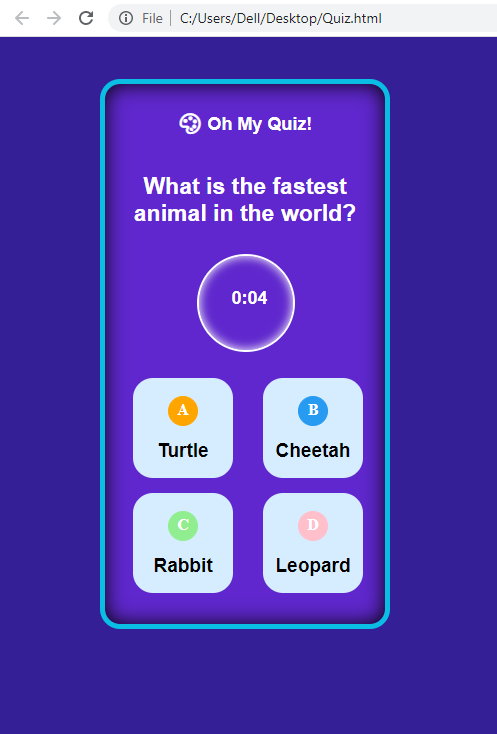 File | C:/Users/Dell/Desktop/Quiz.html
Oh My Quiz!
What is the fastest
animal in the world?
0:04
A
Turtle
B
Cheetah
C
Rabbit
D
Leopard